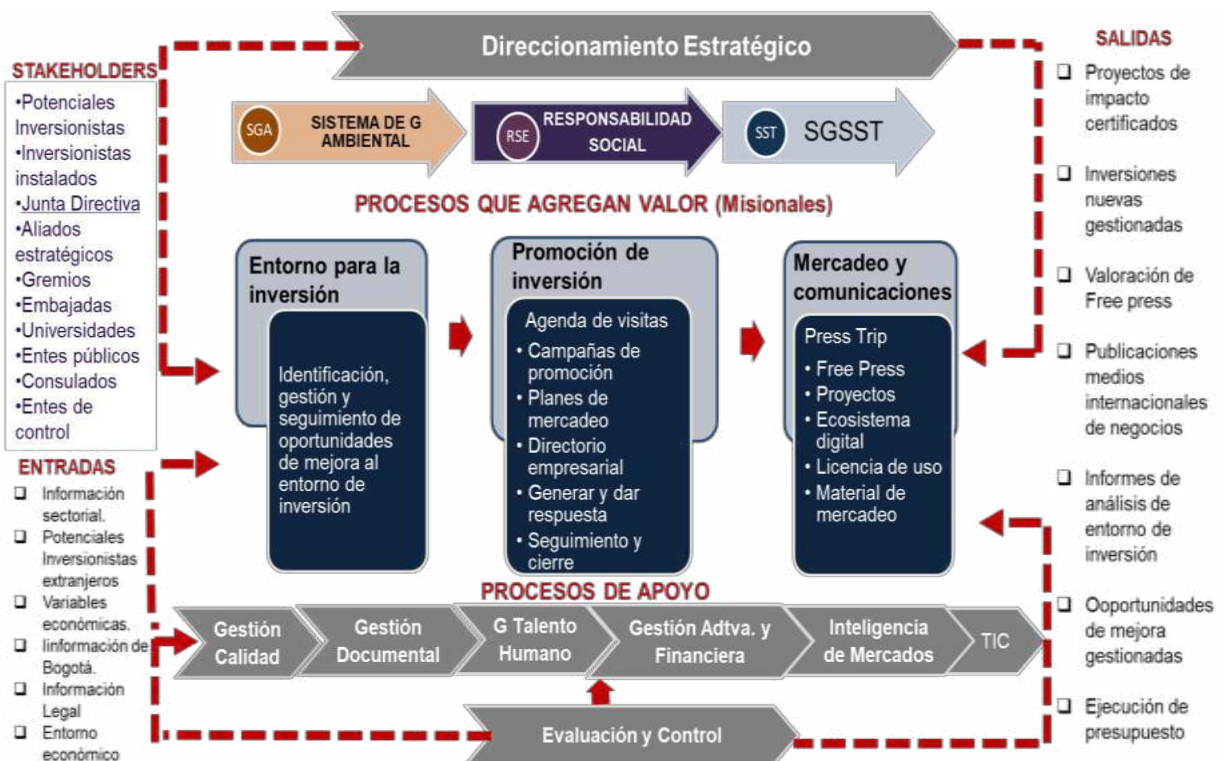 Direccionamiento Estratégico
STAKEHOLDERS
•Potenciales
Inversionistas
•Inversionistas
instalados
•Junta Directiva
•Aliados
estratégicos
•Gremios
•Embajadas
•Universidades
•Entes públicos
•Consulados
•Entes de
control
ENTRADAS
❑ Información
sectorial.
❑ Potenciales
Inversionistas
extranjeros
❑ Variables
económicas.
❑ Iinformación de
Bogotá.
❑ Información
Legal
❑ Entorno
económico
SGA
SISTEMA DE G
AMBIENTAL
RSE
RESPONSABILIDAD
SOCIAL
SST
SGSST
PROCESOS QUE AGREGAN VALOR (Misionales)
Entorno para la
inversión
Identificación,
gestión y
seguimiento de
oportunidades
de mejora al
entorno de
inversión
Promoción de
inversión
Agenda de visitas
• Campañas de
promoción
• Planes de
mercadeo
• Directorio
empresarial
• Generar y dar
respuesta
• Seguimiento y
cierre
Mercadeo y
comunicaciones
Press Trip
• Free Press
• Proyectos
• Ecosistema
digital
• Licencia de uso
• Material de
mercadeo
PROCESOS DE APOYO
Gestión
Calidad
Gestión
Documental
G Talento
Humano
Gestión Adtva. y
Financiera
Inteligencia
de Mercados
TIC
Evaluación y Control
SALIDAS
❑ Proyectos de
impacto
certificados
❑ Inversiones
nuevas
gestionadas
❑ Valoración de
Free press
❑ Publicaciones
medios
internacionales
de negocios
❑ Informes de
análisis de
entorno de
inversión
❑ Ooportunidades
de mejora
gestionadas
❑ Ejecución de
presupuesto